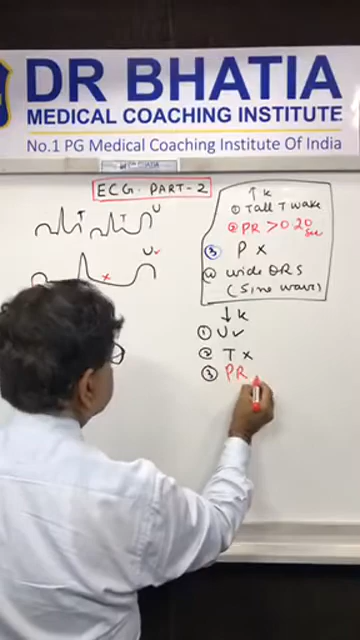 DR BHATIA
MEDICAL COACHING INSTITUTE
No.1 PG Medical Coaching Institute Of India
ECG. PART-2
T T U
U✓
x
↑ K
① Tall T wave
② PR > 0.20 sec
③ P x
④ wide QRS
(Sine wave)
↓ K
① U ✓
② T x
③ PR